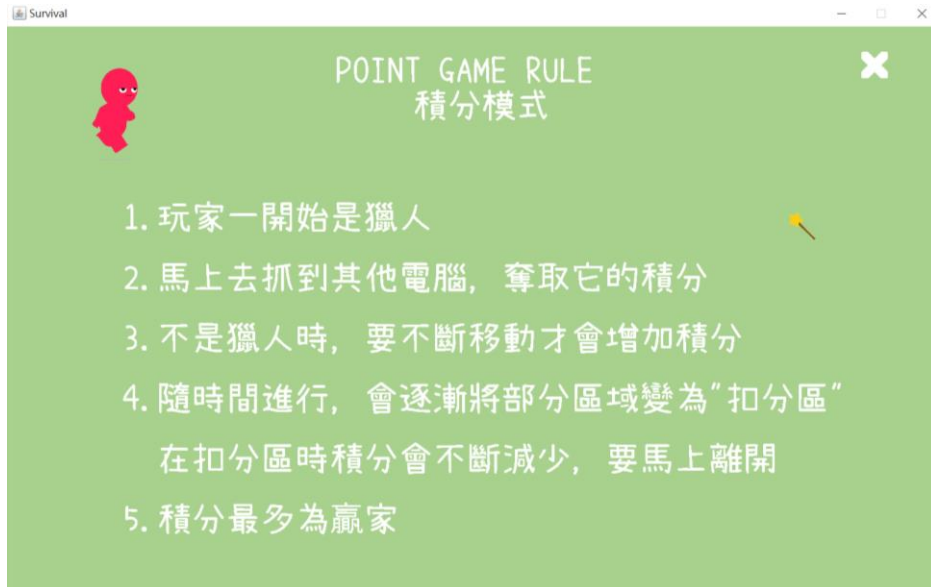 Survival
POINT GAME RULE
積分模式
1. 玩家一開始是獵人
2. 馬上去抓到其他電腦, 奪取它的積分
3. 不是獵人時, 要不斷移動才會增加積分
4. 隨時間進行, 會逐漸將部分區域變為"扣分區"
在扣分區時積分會不斷減少, 要馬上離開
5. 積分最多為贏家